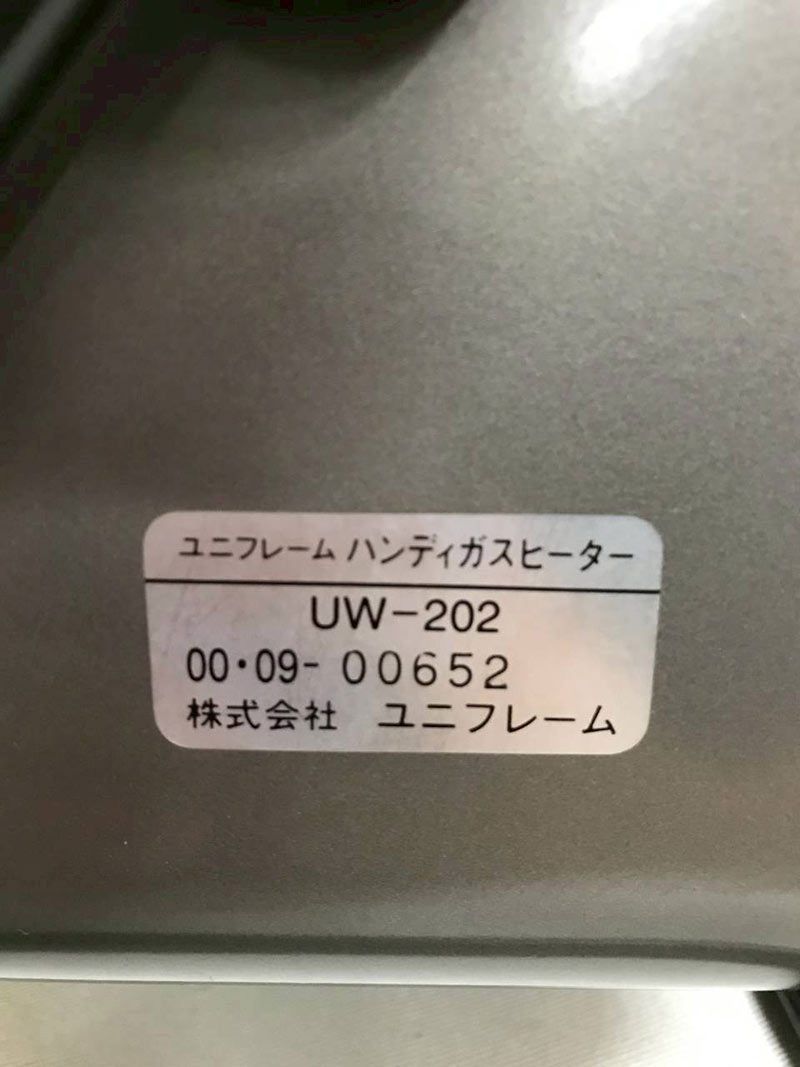 ユニフレーム ハンディガスヒーター
UW-202
00・09- 00652
株式会社 ユニフレーム